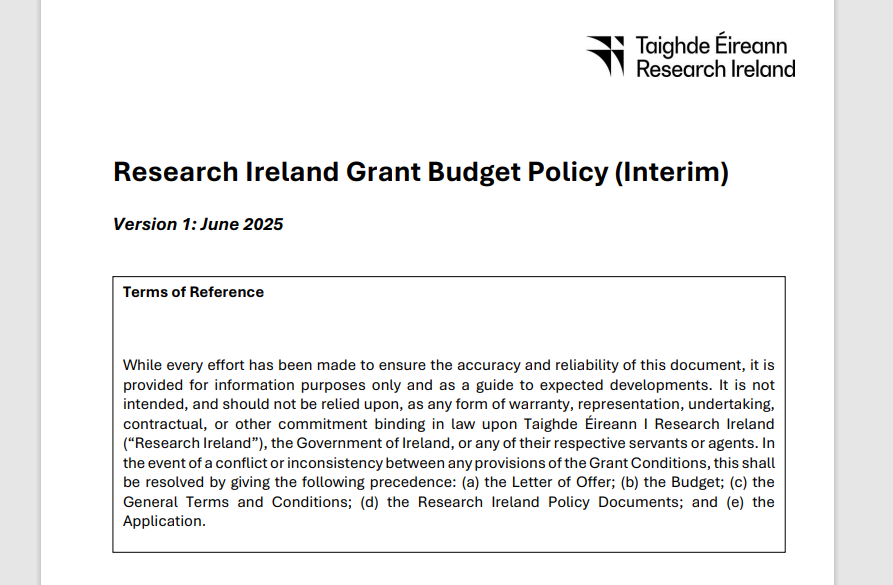 Taighde Éireann
Research Ireland
Research Ireland Grant Budget Policy (Interim)
Version 1: June 2025
Terms of Reference
While every effort has been made to ensure the accuracy and reliability of this document, it is
provided for information purposes only and as a guide to expected developments. It is not
intended, and should not be relied upon, as any form of warranty, representation, undertaking,
contractual, or other commitment binding in law upon Taighde Éireann I Research Ireland
(“Research Ireland”), the Government of Ireland, or any of their respective servants or agents. In
the event of a conflict or inconsistency between any provisions of the Grant Conditions, this shall
be resolved by giving the following precedence: (a) the Letter of Offer; (b) the Budget; (c) the
General Terms and Conditions; (d) the Research Ireland Policy Documents; and (e) the
Application.